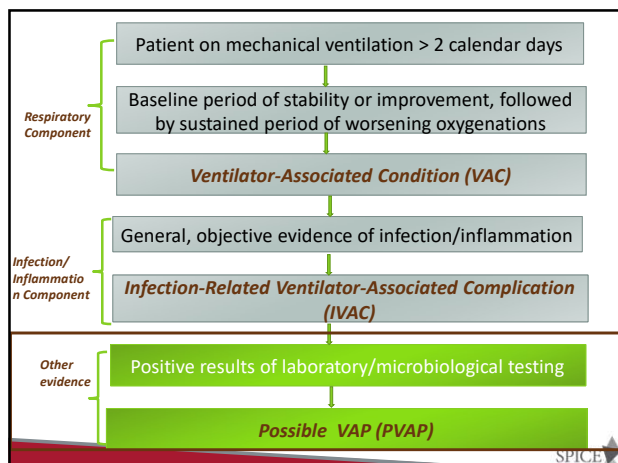 Patient on mechanical ventilation > 2 calendar days
Respiratory
Component
Baseline period of stability or improvement, followed
by sustained period of worsening oxygenations
Ventilator-Associated Condition (VAC)
General, objective evidence of infection/inflammation
Infection/
Inflammatio
n Component
Infection-Related Ventilator-Associated Complication
(IVAC)
Other
evidence
Positive results of laboratory/microbiological testing
Possible VAP (PVAP)
SPICE